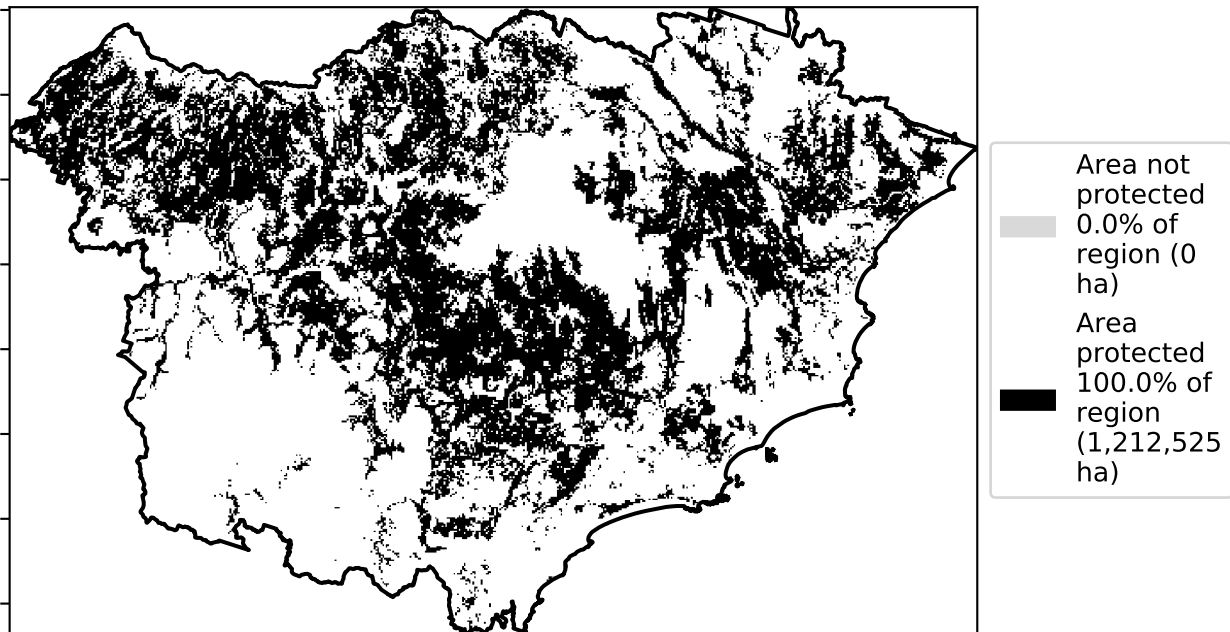 Area not
protected
0.0% of
region (0
ha)
Area
protected
100.0% of
region
(1,212,525
ha)